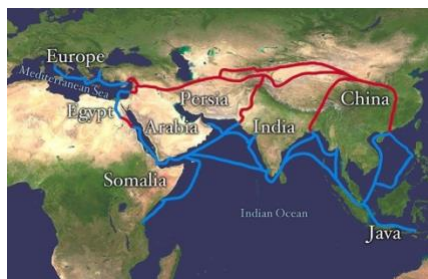 Europe
Mediterranean Sea
Egypt
Persia
China
Arabia
India
Somalia
Indian Ocean
Java